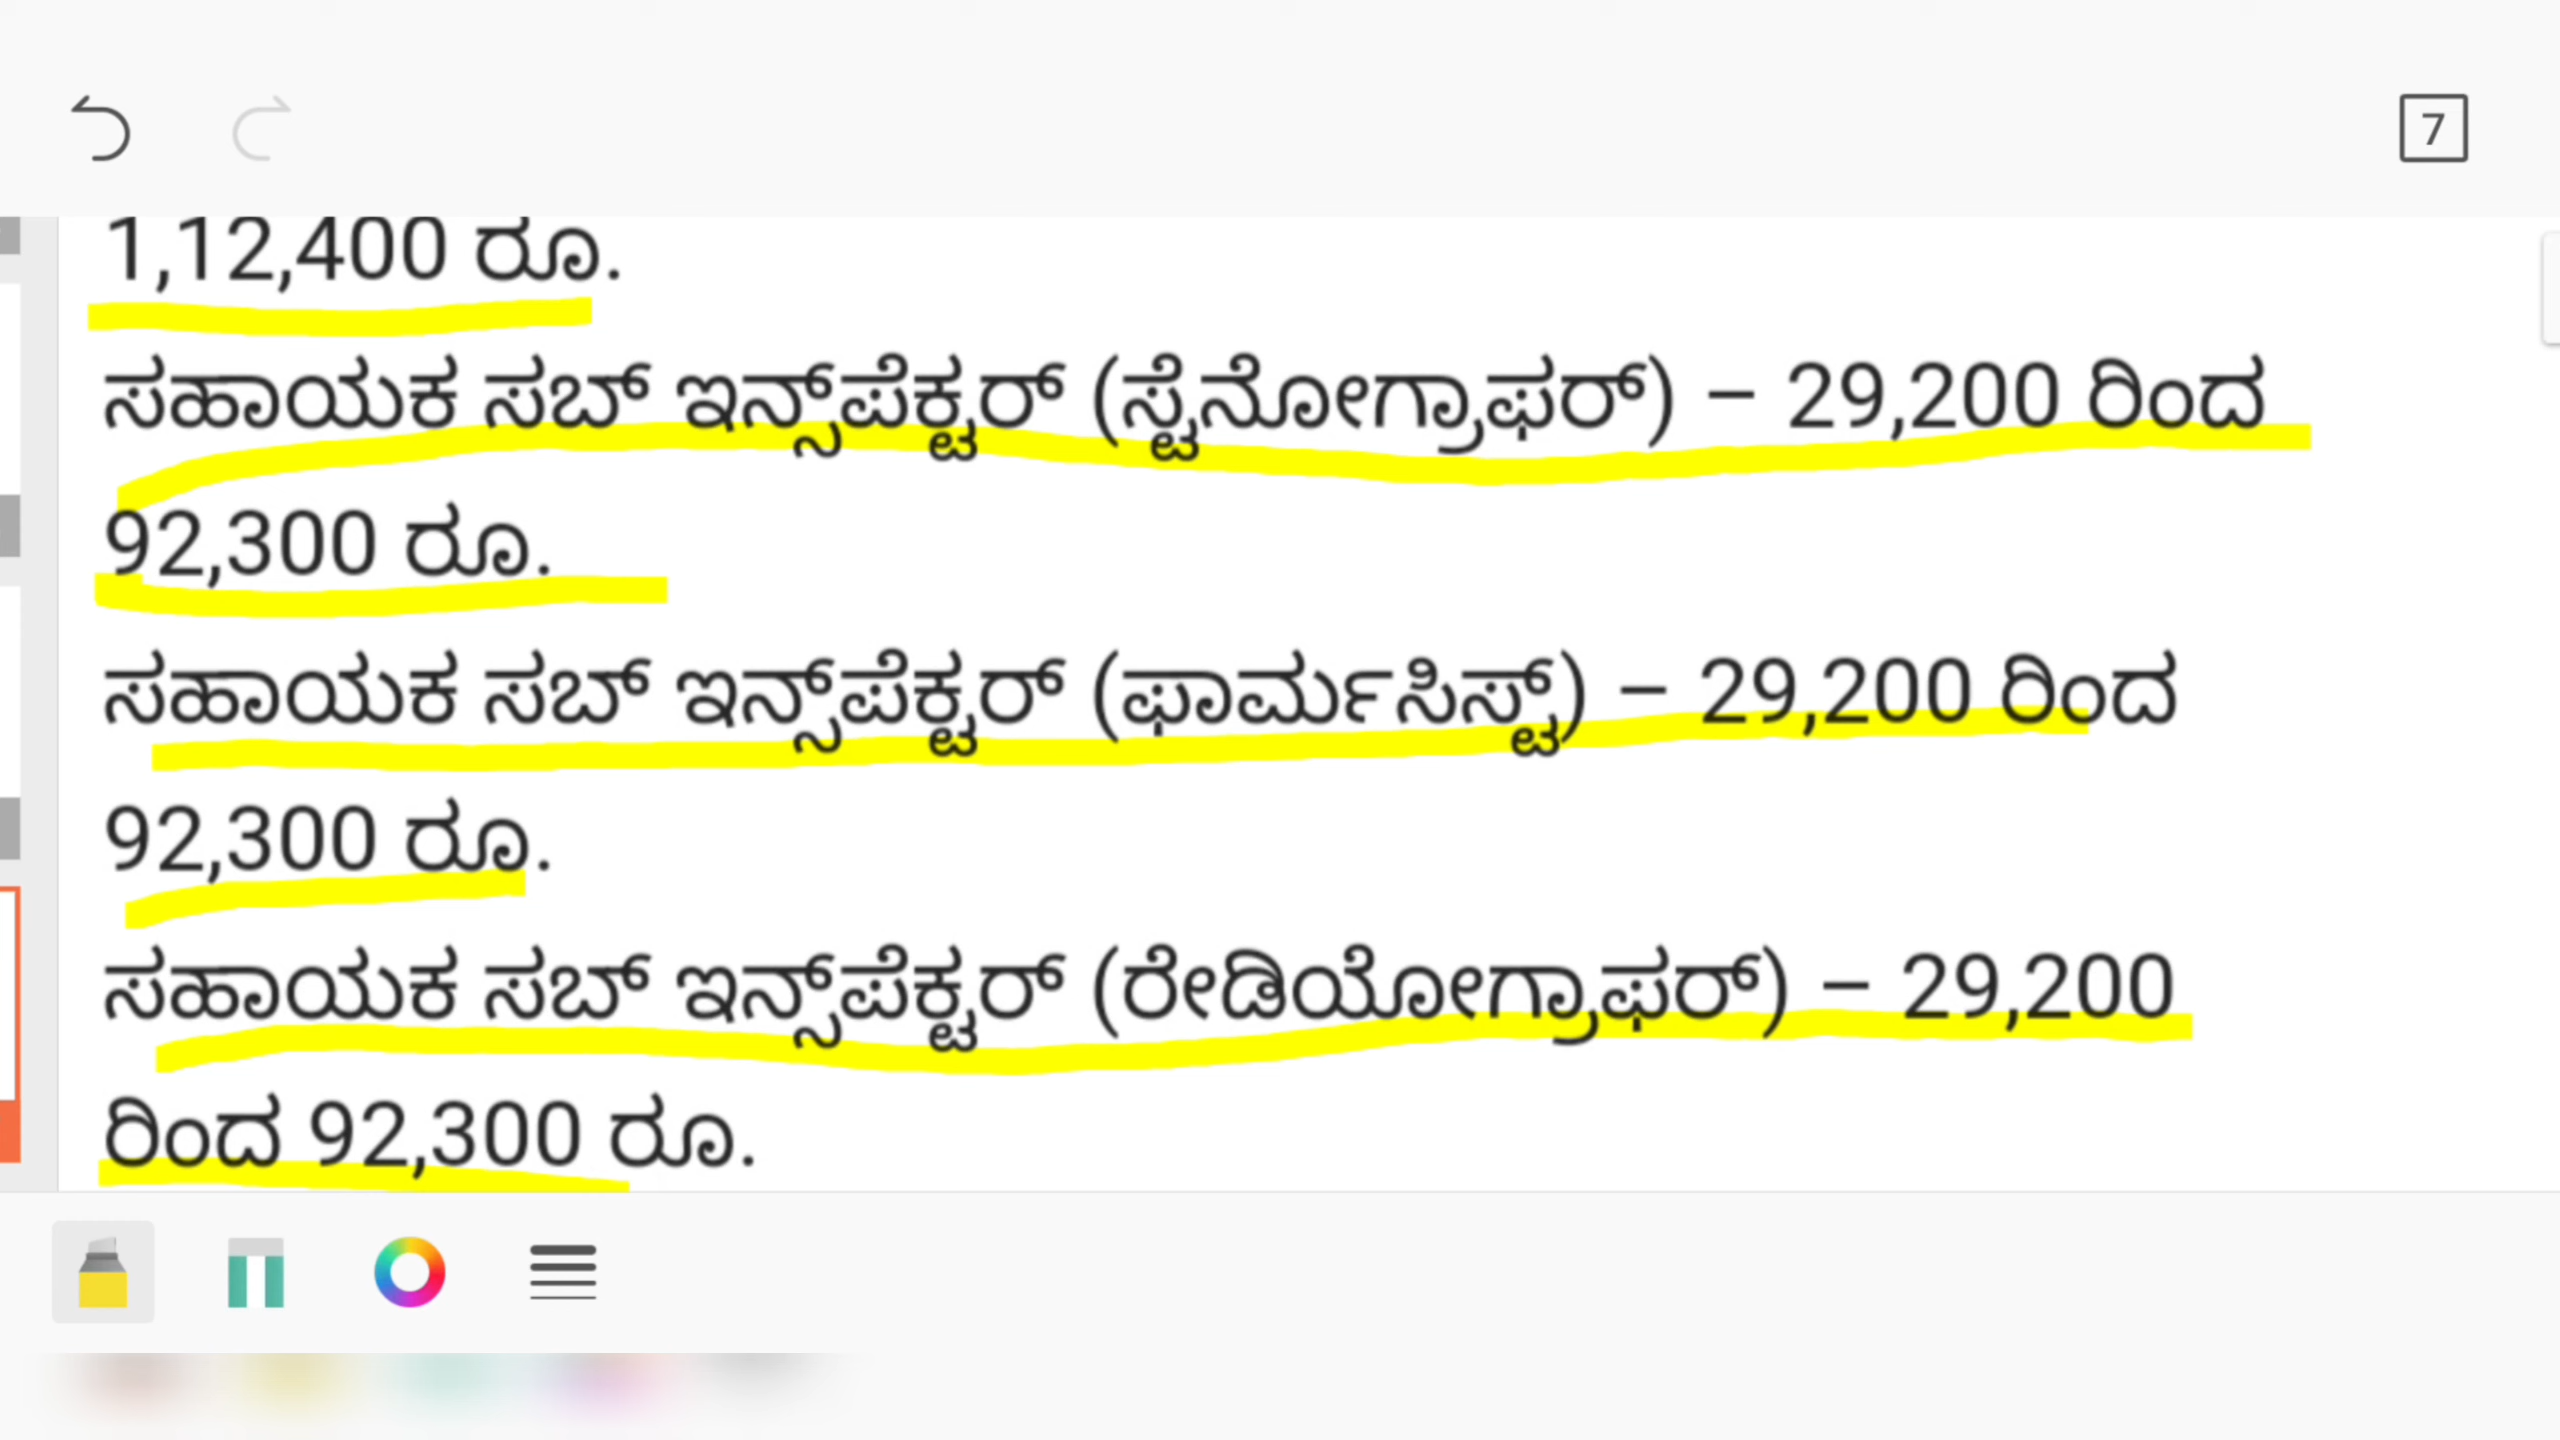 7
1,12,400 ರೂ.
ಸಹಾಯಕ ಸಬ್ ಇನ್ಸ್‌ಪೆಕ್ಟರ್ (ಸ್ಟೆನೋಗ್ರಾಫರ್) – 29,200 ರಿಂದ
92,300 ರೂ.
ಸಹಾಯಕ ಸಬ್ ಇನ್ಸ್‌ಪೆಕ್ಟರ್ (ಫಾರ್ಮಸಿಸ್ಟ್) – 29,200 ರಿಂದ
92,300 ರೂ.
ಸಹಾಯಕ ಸಬ್ ಇನ್ಸ್‌ಪೆಕ್ಟರ್ (ರೇಡಿಯೋಗ್ರಾಫರ್) – 29,200
ರಿಂದ 92,300 ರೂ.